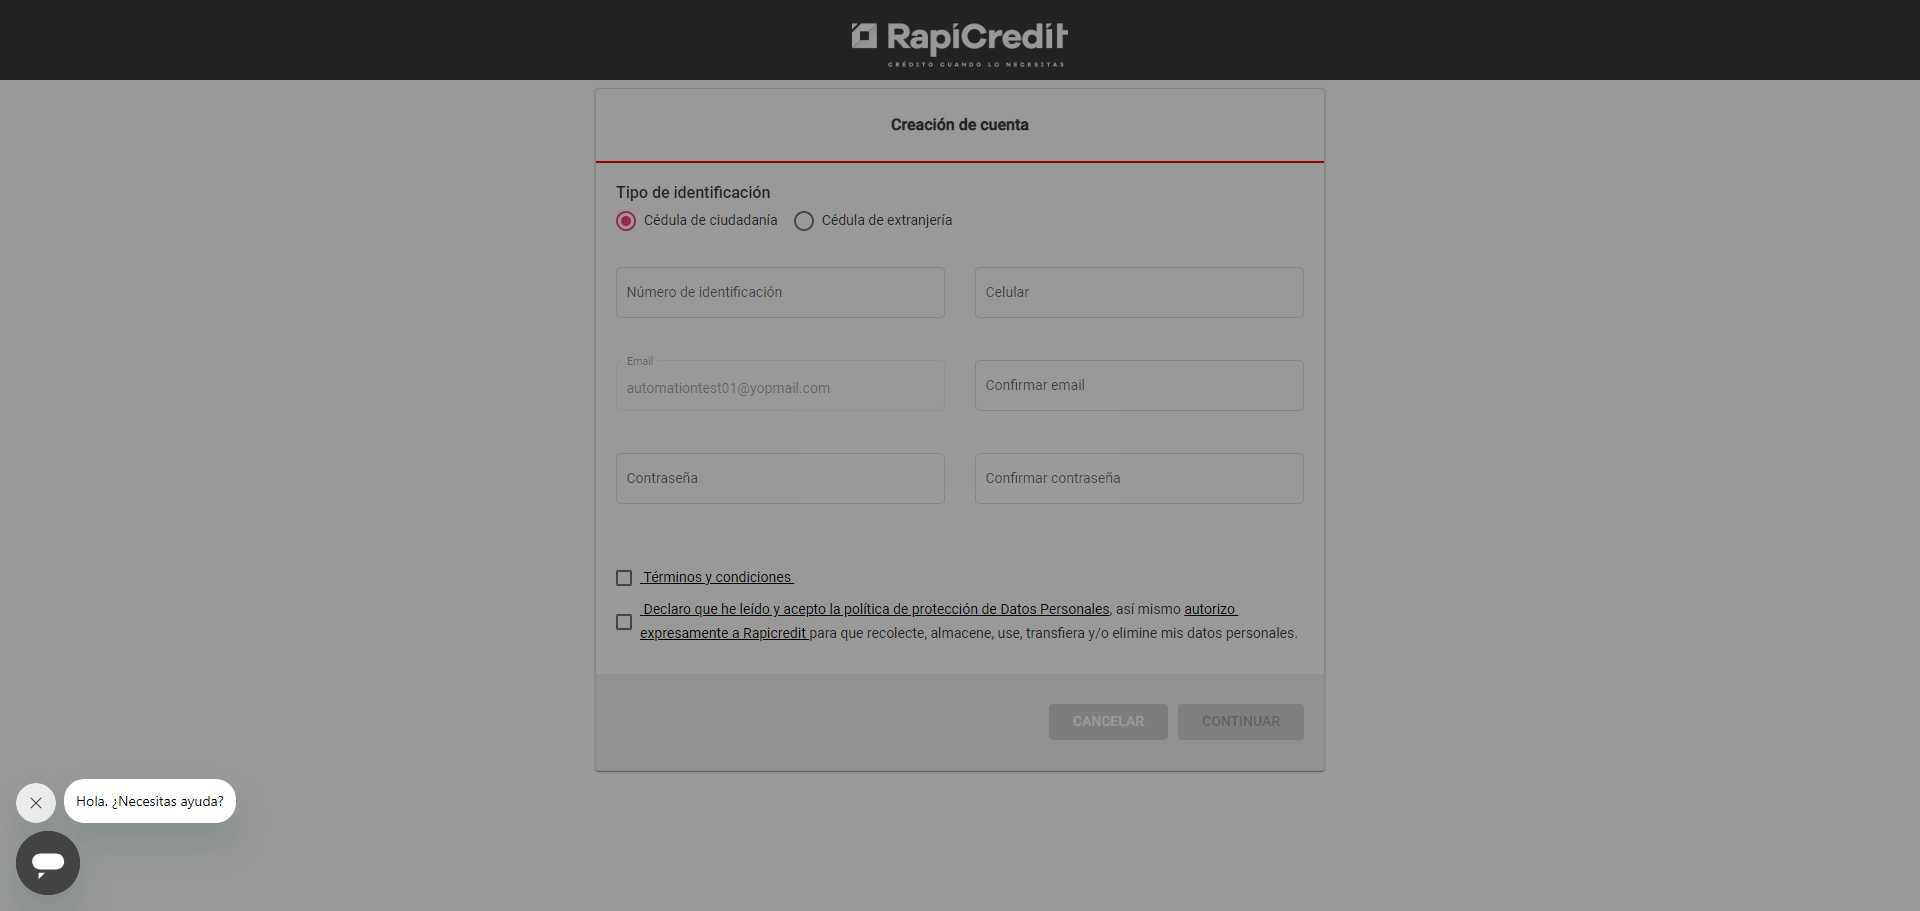 RapiCredit
CRÉDITO CUANDO LO NECESITAS
Creación de cuenta
Tipo de identificación
Cédula de ciudadanía Cédula de extranjería
Número de identificación Celular
Email
automationtest01@yopmail.com Confirmar email
Contraseña Confirmar contraseña
Términos y condiciones
Declaro que he leído y acepto la política de protección de Datos Personales, así mismo autorizo
expresamente a Rapicredit para que recolecte, almacene, use, transfiera y/o elimine mis datos personales.
CANCELAR CONTINUAR
Hola. ¿Necesitas ayuda?